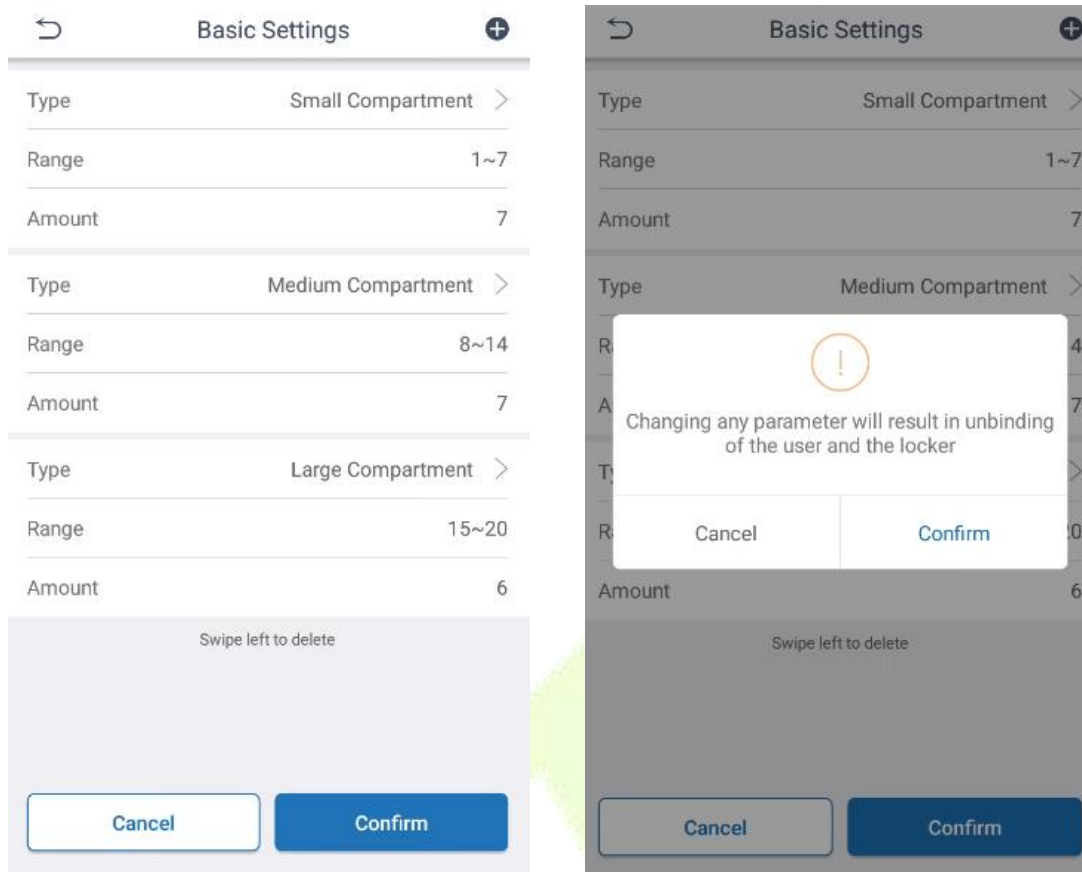 Basic Settings
Type Small Compartment
Range 1~7
Amount 7
Type Medium Compartment
Range 8~14
Amount 7
Type Large Compartment
Range 15~20
Amount 6
Swipe left to delete
Cancel Confirm
Basic Settings
Type Small Compartment
Range 1~7
Amount 7
Type Medium Compartment
Changing any parameter will result in unbinding
of the user and the locker
Cancel Confirm
Amount 6
Swipe left to delete
Cancel Confirm